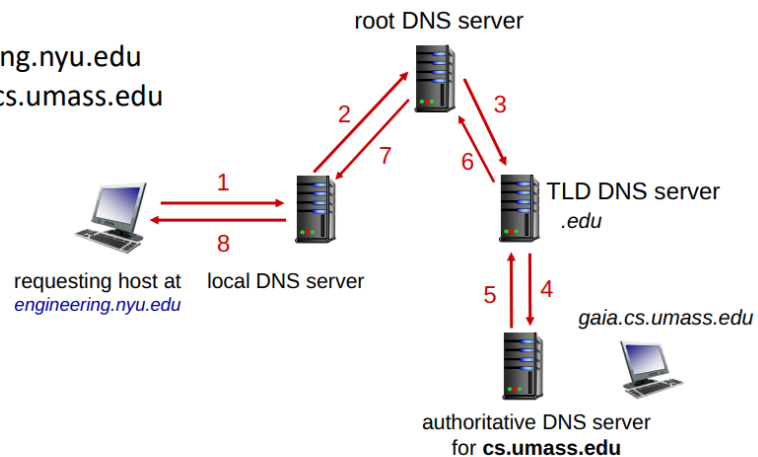 root DNS server
ng.nyu.edu
cs.umass.edu
2
3
7
6
1
TLD DNS server
.edu
8
requesting host at
engineering.nyu.edu
local DNS server
5
4
gaia.cs.umass.edu
authoritative DNS server
for cs.umass.edu